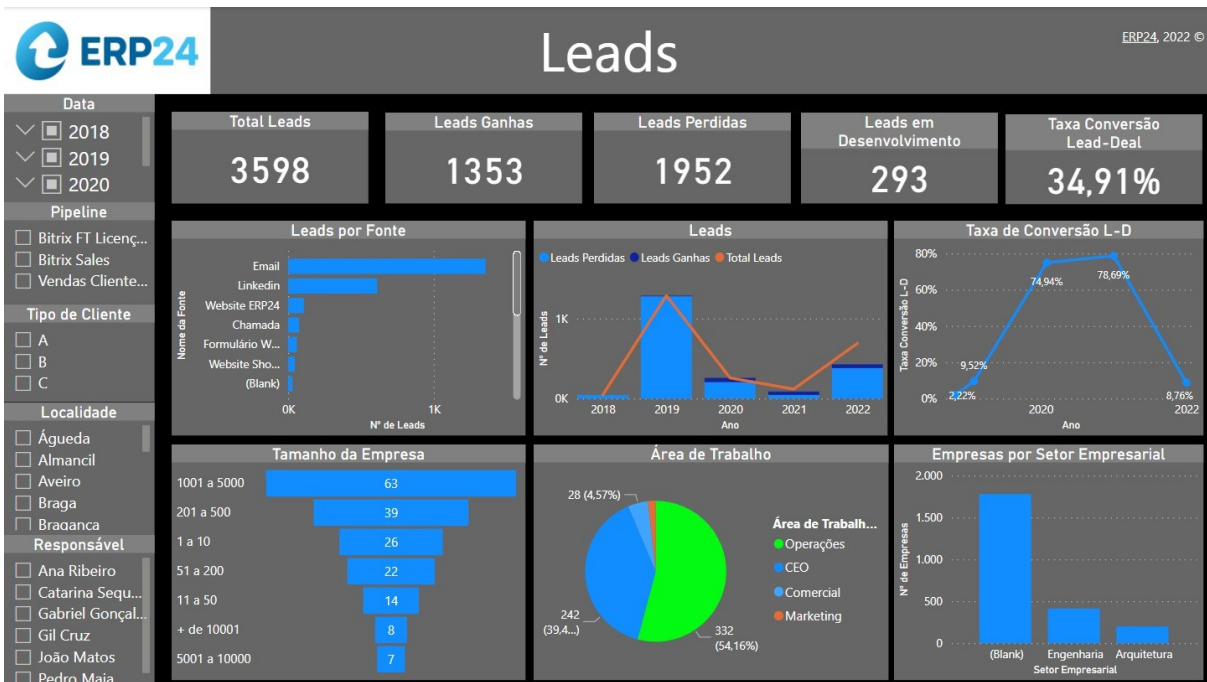 ERP24
Leads
ERP24, 2022 ©
Data
2018
2019
2020
Pipeline
Bitrix FT Licenç...
Bitrix Sales
Vendas Cliente...
Tipo de Cliente
A
B
C
Localidade
Águeda
Almancil
Aveiro
Braga
Bragança
Responsável
Ana Ribeiro
Catarina Sequ...
Gabriel Gonçal...
Gil Cruz
João Matos
Pedro Maia
Total Leads
3598
Leads Ganhas
1353
Leads Perdidas
1952
Leads em
Desenvolvimento
293
Taxa Conversão
Lead-Deal
34,91%
Leads por Fonte
Nome da Fonte
Email
Linkedin
Website ERP24
Chamada
Formulário W...
Website Sho...
(Blank)
0K 1K
Nº de Leads
Leads
Leads Perdidas Leads Ganhas Total Leads
Nº de Leads
1K
0K
2018 2019 2020 2021 2022
Ano
Taxa de Conversão L-D
Taxa Conversão L-D
80%
60%
40%
20%
0%
2,22%
9,52%
74,94%
78,69%
8,76%
2020 2022
Ano
Tamanho da Empresa
1001 a 5000 63
201 a 500 39
1 a 10 26
51 a 200 22
11 a 50 14
+ de 10001 8
5001 a 10000 7
Área de Trabalho
28 (4,57%)
242
(39,4...)
332
(54,16%)
Área de Trabalh...
Operações
CEO
Comercial
Marketing
Empresas por Setor Empresarial
Nº de Empresas
2.000
1.500
1.000
500
0
(Blank) Engenharia Arquitetura
Setor Empresarial